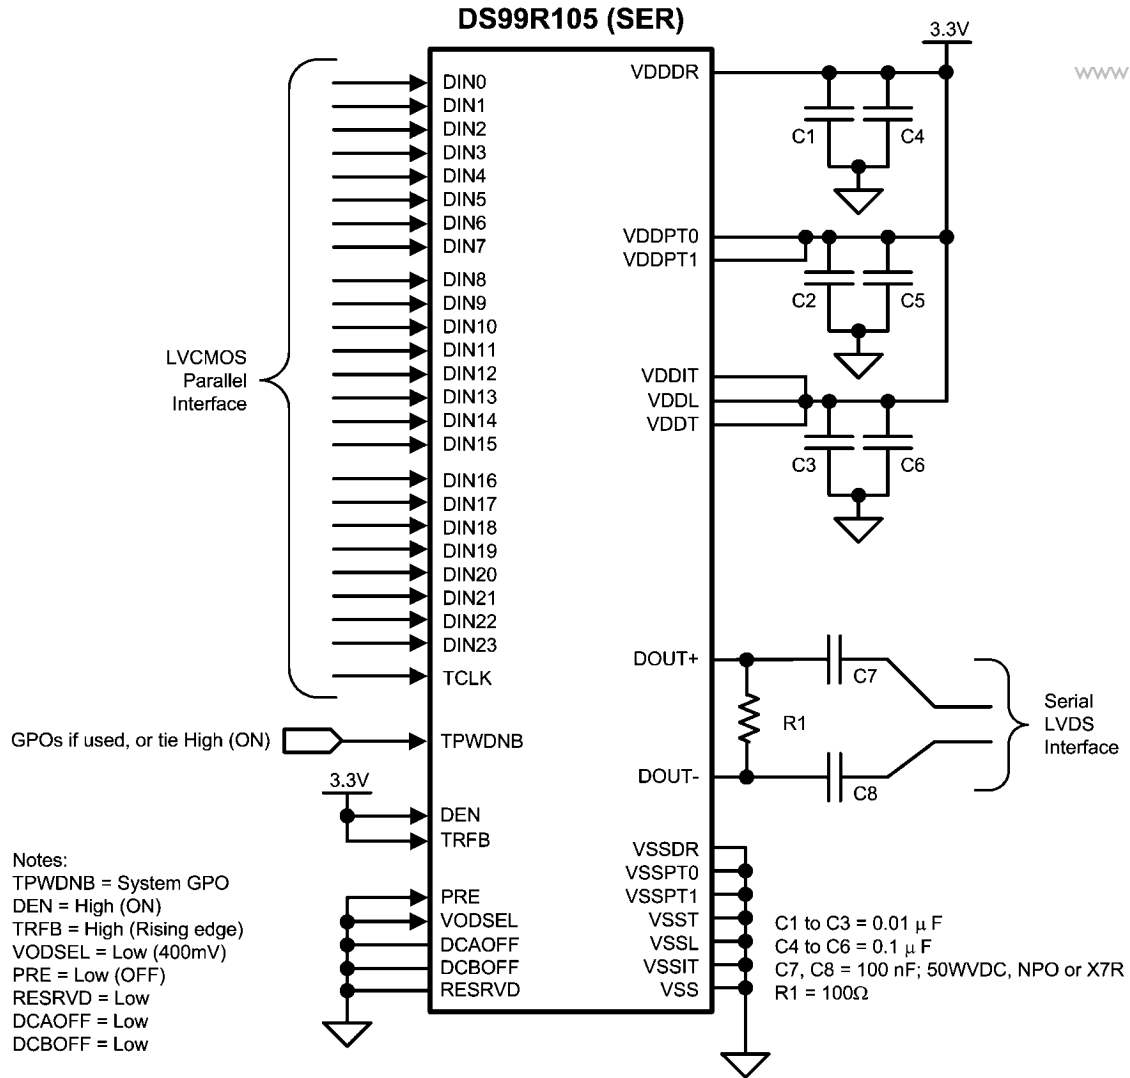 DS99R105 (SER)
3.3V
www
VDDDR
C1
C4
VDDPT0
VDDPT1
C2
C5
VDDIT
VDDL
VDDT
C3
C6
DIN0
DIN1
DIN2
DIN3
DIN4
DIN5
DIN6
DIN7
DIN8
DIN9
DIN10
DIN11
DIN12
DIN13
DIN14
DIN15
DIN16
DIN17
DIN18
DIN19
DIN20
DIN21
DIN22
DIN23
TCLK
LVCMOS
Parallel
Interface
DOUT+
C7
R1
DOUT-
C8
Serial
LVDS
Interface
GPOs if used, or tie High (ON)
TPWDNB
3.3V
DEN
TRFB
PRE
VODSEL
DCAOFF
DCBOFF
RESRVD
VSSDR
VSSPT0
VSSPT1
VSST
VSSL
VSSIT
VSS
Notes:
TPWDNB = System GPO
DEN = High (ON)
TRFB = High (Rising edge)
VODSEL = Low (400mV)
PRE = Low (OFF)
RESRVD = Low
DCAOFF = Low
DCBOFF = Low
C1 to C3 = 0.01 μF
C4 to C6 = 0.1 μF
C7, C8 = 100 nF; 50WVDC, NPO or X7R
R1 = 100Ω